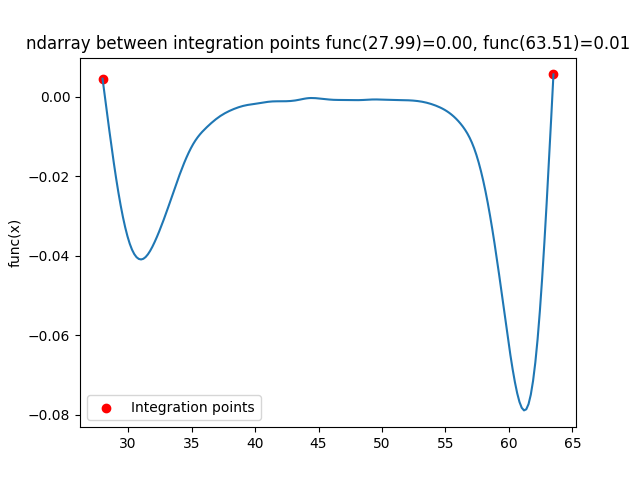 ndarray between integration points func(27.99)=0.00, func(63.51)=0.01
0.00
−0.02
−0.04
−0.06
−0.08
func(x)
Integration points
30 35 40 45 50 55 60 65